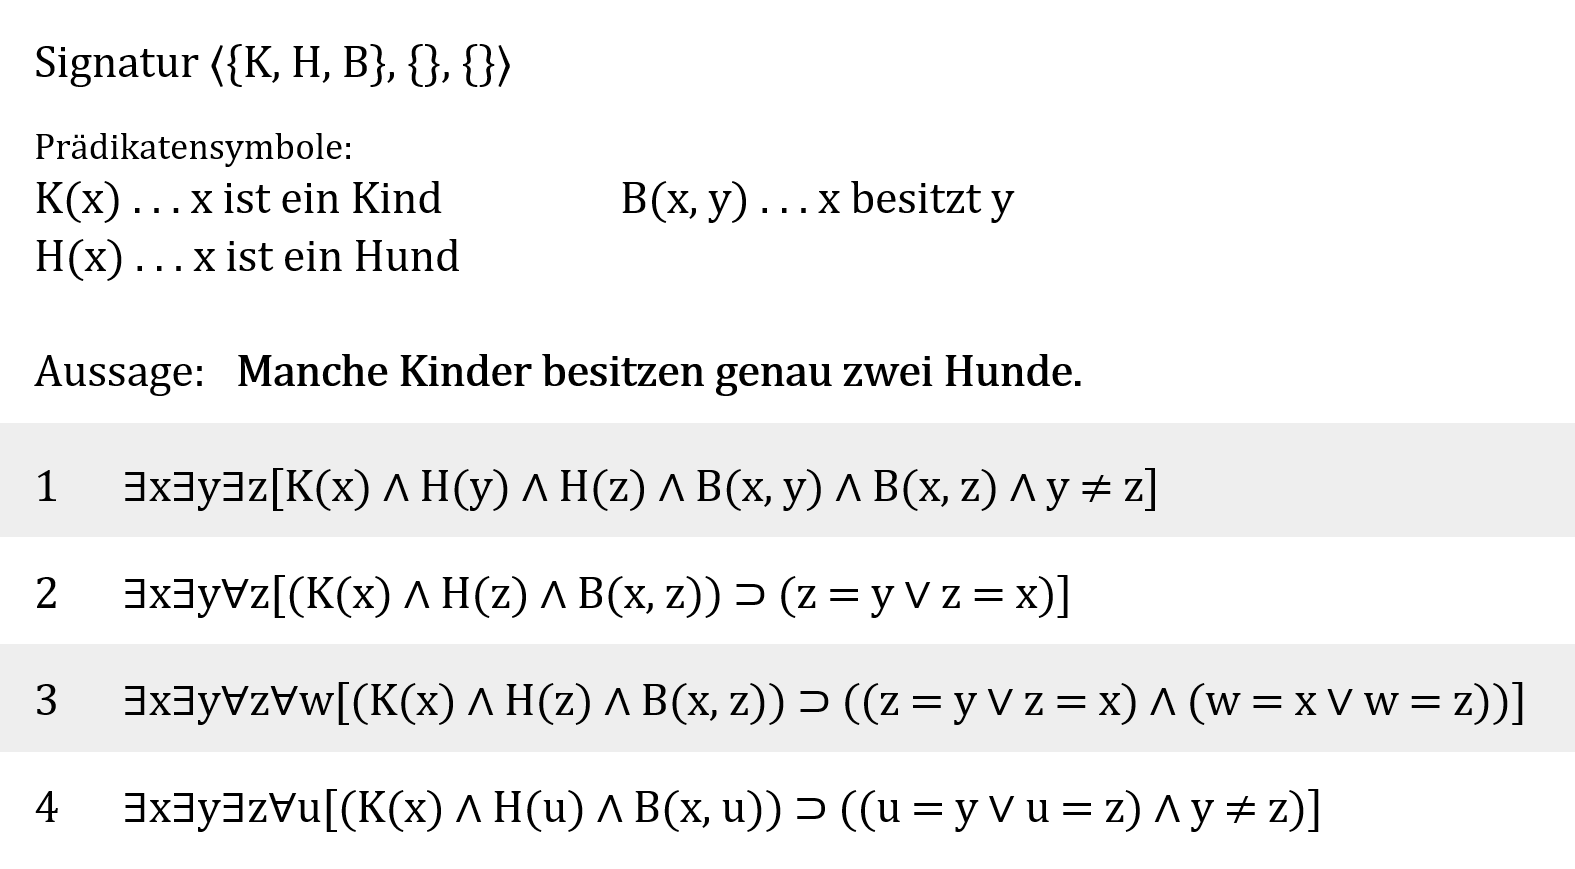 Signatur ⟨{K, H, B}, {}, {}⟩
Prädikatensymbole:
K(x) . . . x ist ein Kind B(x, y) . . . x besitzt y
H(x) . . . x ist ein Hund
Aussage: Manche Kinder besitzen genau zwei Hunde.
1 ∃x∃y∃z[K(x) ∧ H(y) ∧ H(z) ∧ B(x, y) ∧ B(x, z) ∧ y ≠ z]
2 ∃x∃y∀z[(K(x) ∧ H(z) ∧ B(x, z)) ⊃ (z = y ∨ z = x)]
3 ∃x∃y∀z∀w[(K(x) ∧ H(z) ∧ B(x, z)) ⊃ ((z = y ∨ z = x) ∧ (w = x ∨ w = z))]
4 ∃x∃y∃z∀u[(K(x) ∧ H(u) ∧ B(x, u)) ⊃ ((u = y ∨ u = z) ∧ y ≠ z)]